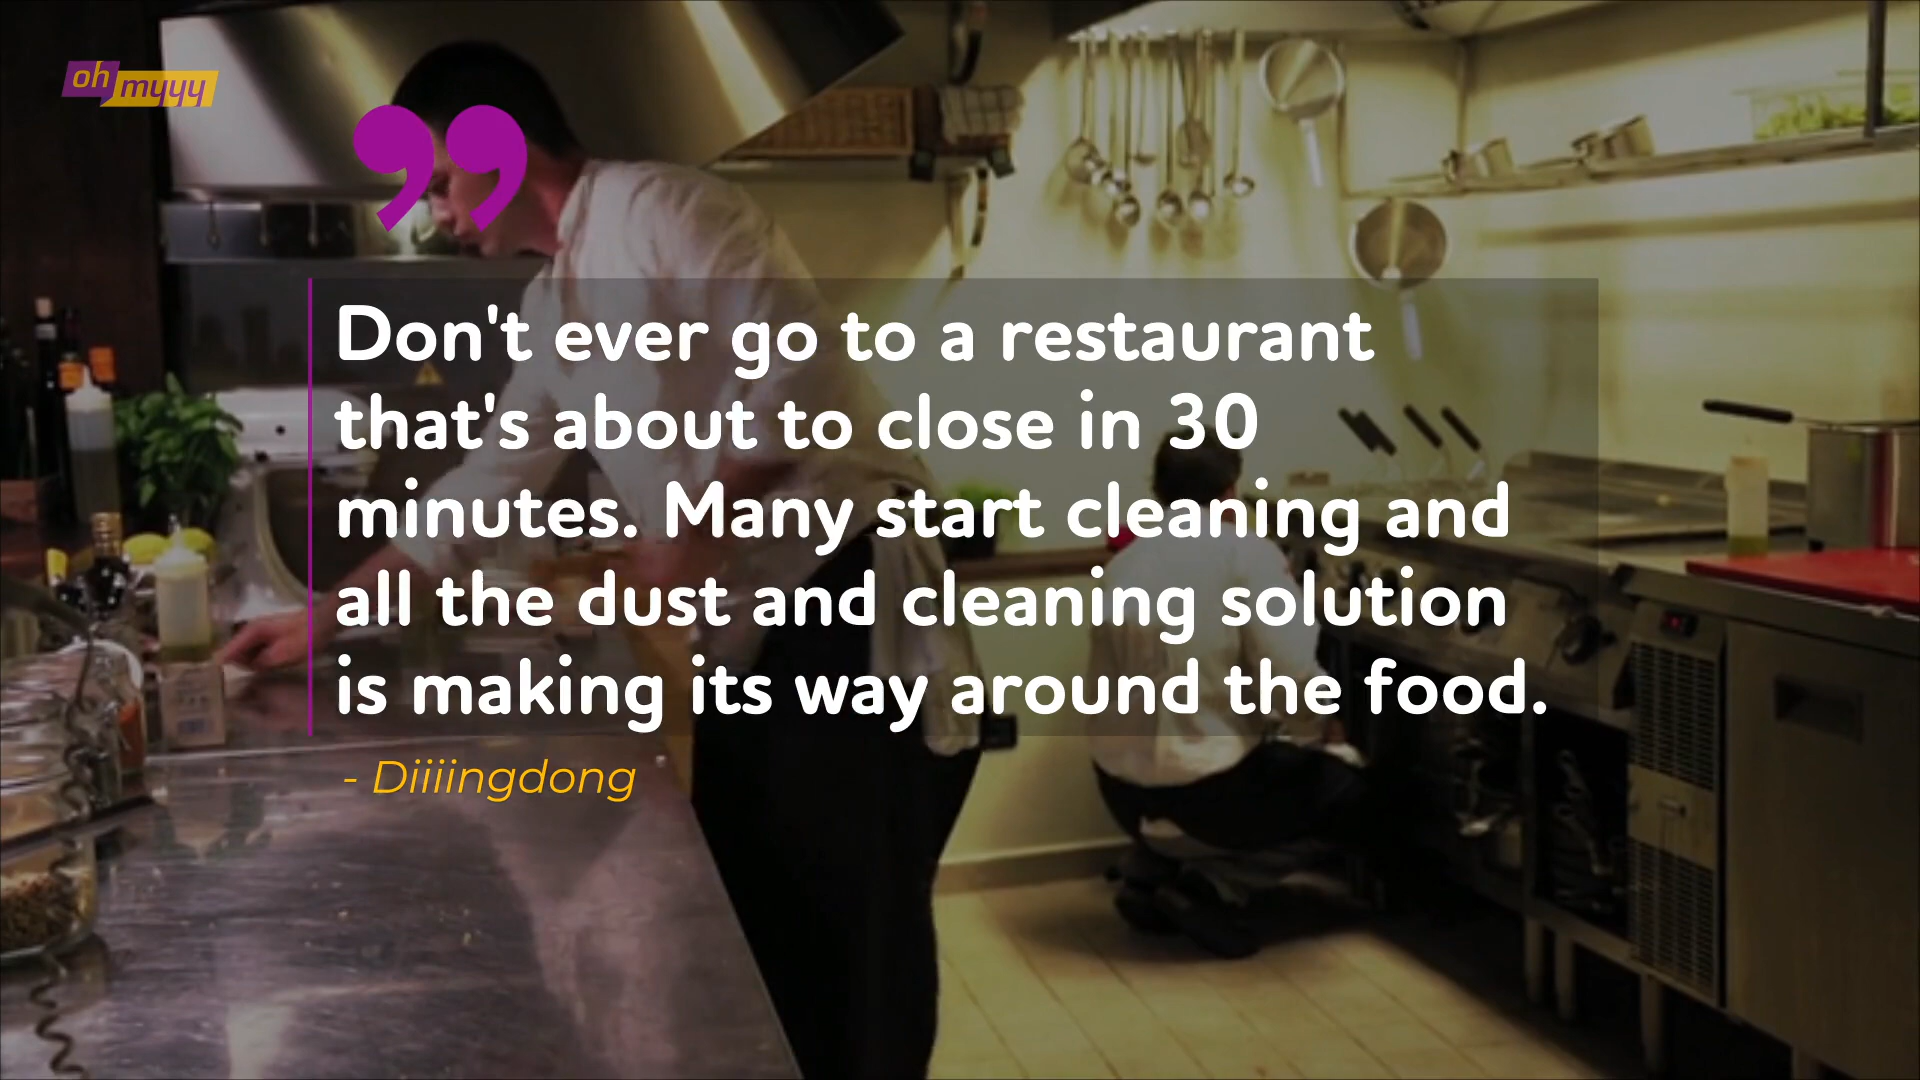 oh
myyy
”
Don't ever go to a restaurant
that's about to close in 30
minutes. Many start cleaning and
all the dust and cleaning solution
is making its way around the food.
- Diiiingdong